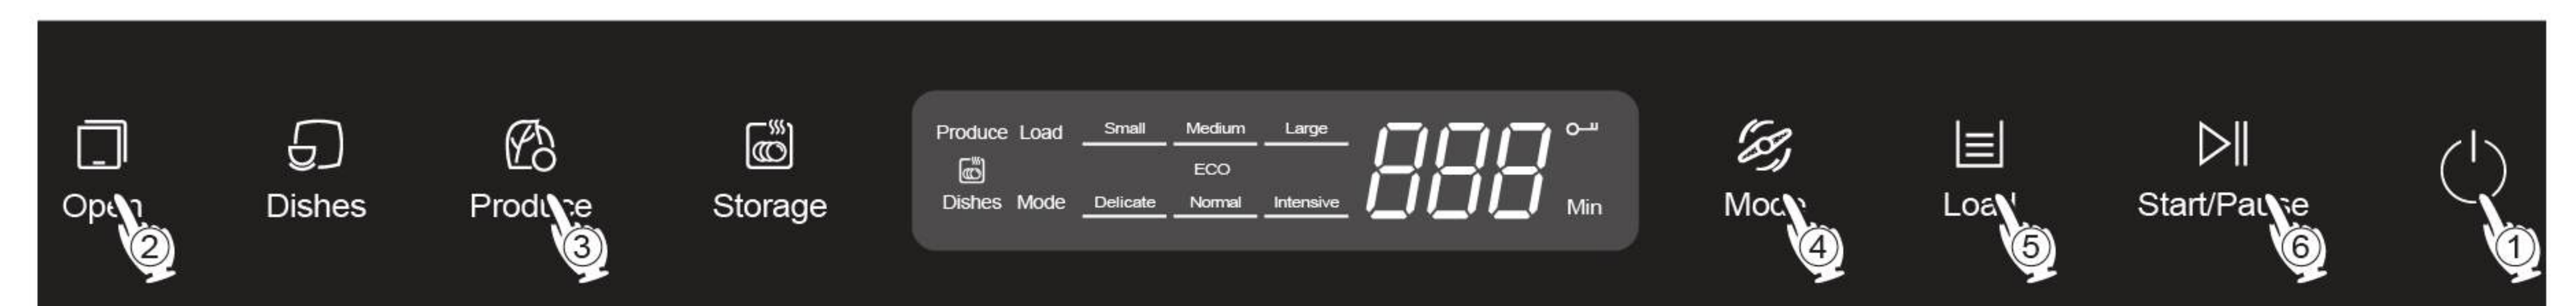 Produce Load Small Medium Large
ECO
Dishes Mode Delicate Normal Intensive 888 Min
Open Dishes Produce Storage Mode Load Start/Pause
2 3 4 5 6 1